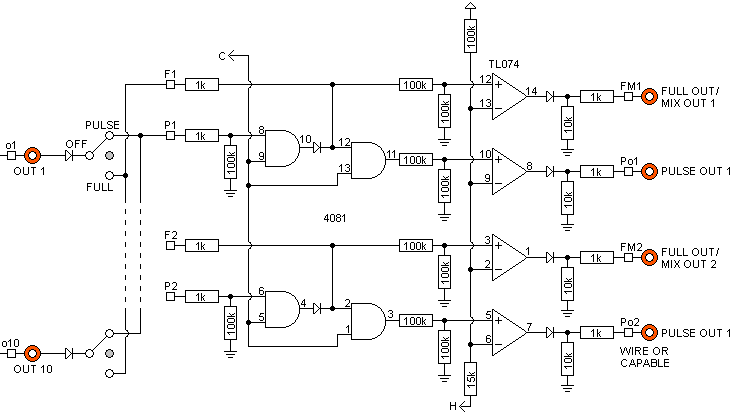 C
100k
TL074
F1
1k
100k
12
14
FM1
1k
FULL OUT/
MIX OUT 1
100k
13
10k
PULSE
P1
1k
8
10
12
11
100k
10
8
Po1
1k
PULSE OUT 1
o1
OFF
OUT 1
100k
9
13
100k
9
10k
FULL
4081
F2
1k
100k
3
1
FM2
1k
FULL OUT/
MIX OUT 2
100k
2
10k
P2
1k
6
4
2
3
100k
5
7
Po2
1k
PULSE OUT 1
100k
5
1
100k
6
10k
WIRE OR
CAPABLE
o10
OUT 10
15k
H